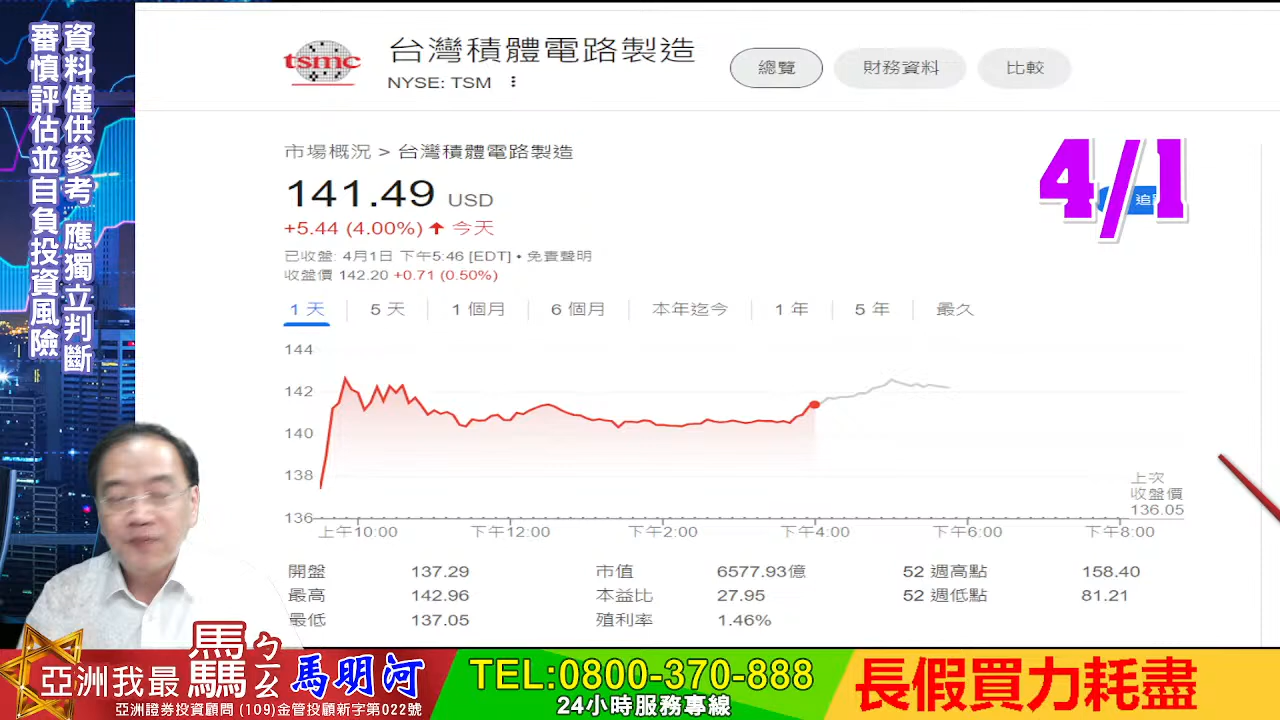 資料僅供參考 應獨立判斷
審慎評估並自負投資風險
tsmc
台灣積體電路製造
NYSE: TSM
總覽
財務資料
比較
市場概況 > 台灣積體電路製造
4/1
追
141.49 USD
+5.44 (4.00%) 今天
已收盤: 4月1日 下午5:46 [EDT] • 免責聲明
收盤價 142.20 +0.71 (0.50%)
1 天
5 天
1 個月
6 個月
本年迄今
1 年
5 年
最久
144
142
140
138
136
上次
收盤價
136.05
上午10:00
下午12:00
下午2:00
下午4:00
下午6:00
下午8:00
開盤 137.29 市值 6577.93億 52 週高點 158.40
最高 142.96 本益比 27.95 52 週低點 81.21
最低 137.05 殖利率 1.46%
亞洲我最馬驫ㄅㄧㄠ馬明河
亞洲證券投資顧問 (109)金管投顧新字第022號
TEL:0800-370-888
24小時服務專線
長假買力耗盡